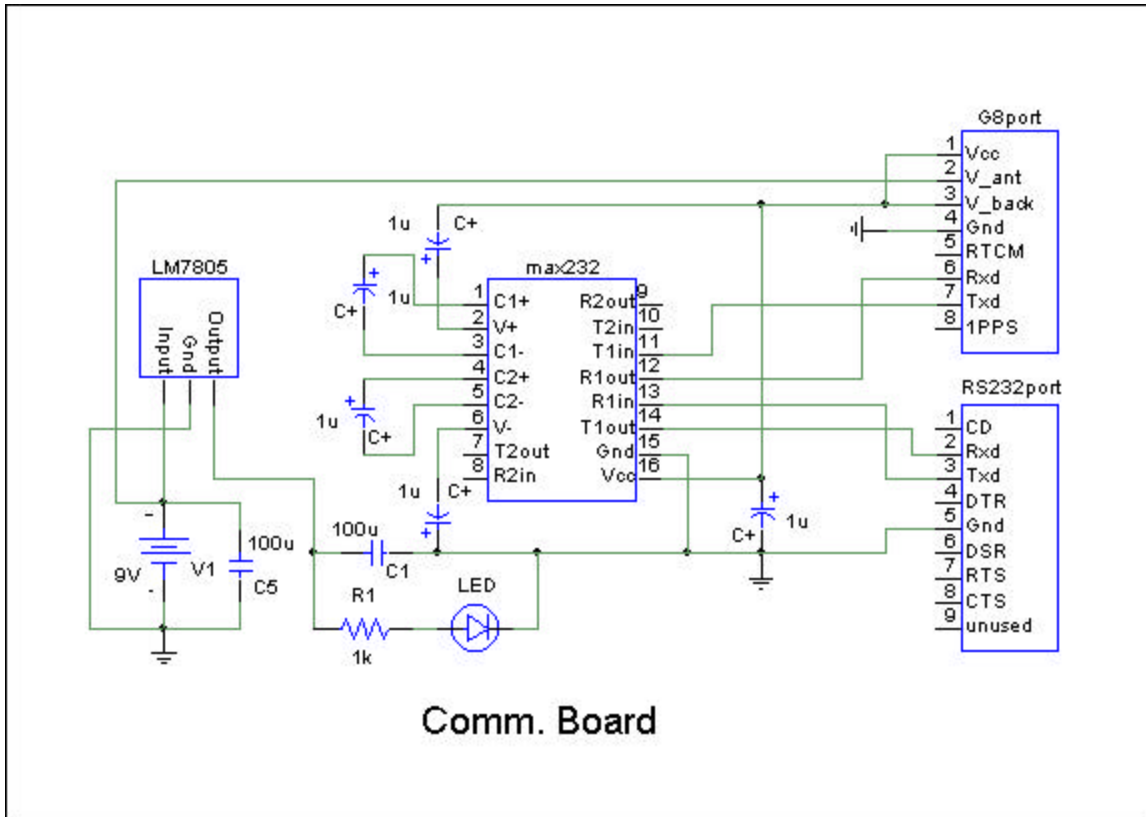 G8port
1 Vcc
2 V_ant
3 V_back
4 Gnd
5 RTCM
6 Rxd
7 Txd
8 1PPS
1u C+
LM7805
Input
Gnd
Output
max232
1u
C+
1u
C+
1 C1+
2 V+
3 C1-
4 C2+
5 C2-
6 V-
7 T2out
8 R2in
R2out 9
T2in 10
T1in 11
R1out 12
R1in 13
T1out 14
Gnd 15
Vcc 16
RS232port
1 CD
2 Rxd
3 Txd
4 DTR
5 Gnd
6 DSR
7 RTS
8 CTS
9 unused
1u C+
+
1u
C+
100u
C1
100u
C5
9V
V1
R1
1k
LED
Comm. Board